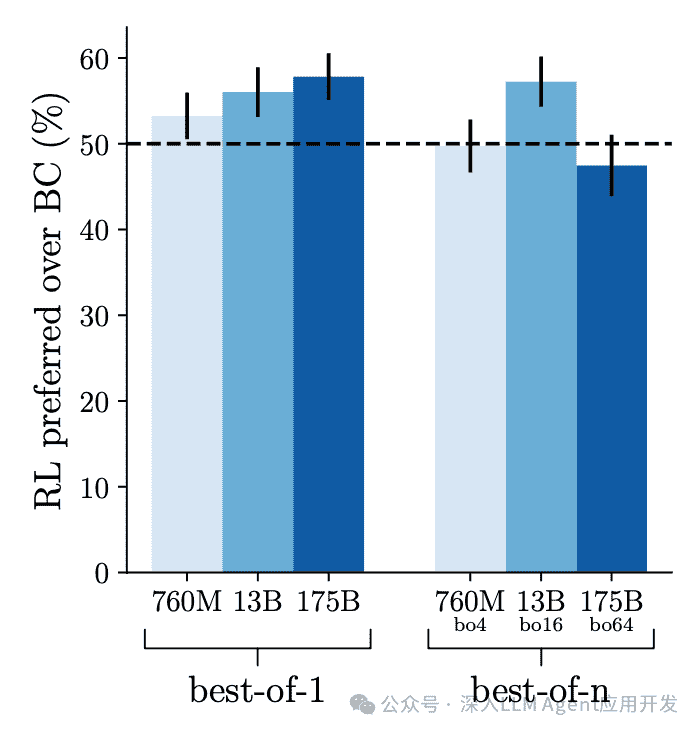 RL preferred over BC (%)
60
50
40
30
20
10
0
760M 13B 175B 760M 13B 175B
bo4 bo16 bo64
best-of-1 best-of-n
公众号 · 深入LLM Agent应用开发